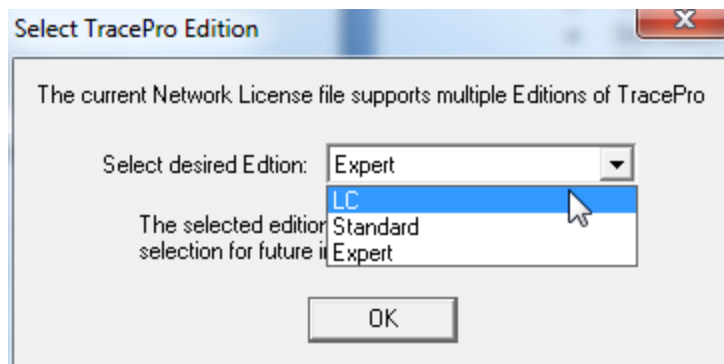 Select TracePro Edition
The current Network License file supports multiple Editions of TracePro
Select desired Edtion: Expert
LC
Standard
Expert
The selected edition
selection for future
OK